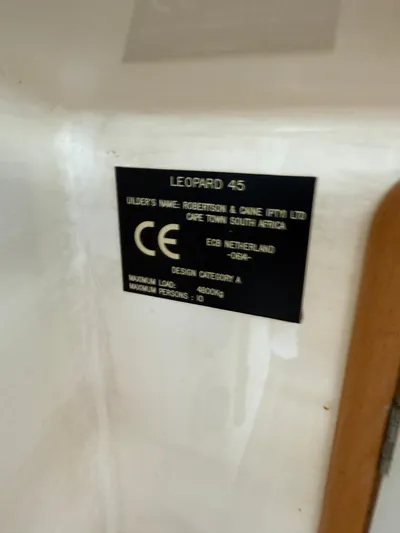 LEOPARD 45
UILDER'S NAME: ROBERTSON & CAINE (PTY) LTD
CAPE TOWN SOUTH AFRICA
CE
ECB NETHERLAND
-0614-
DESIGN CATEGORY A
MAXIMUM LOAD: 4800Kg
MAXIMUM PERSONS : 10